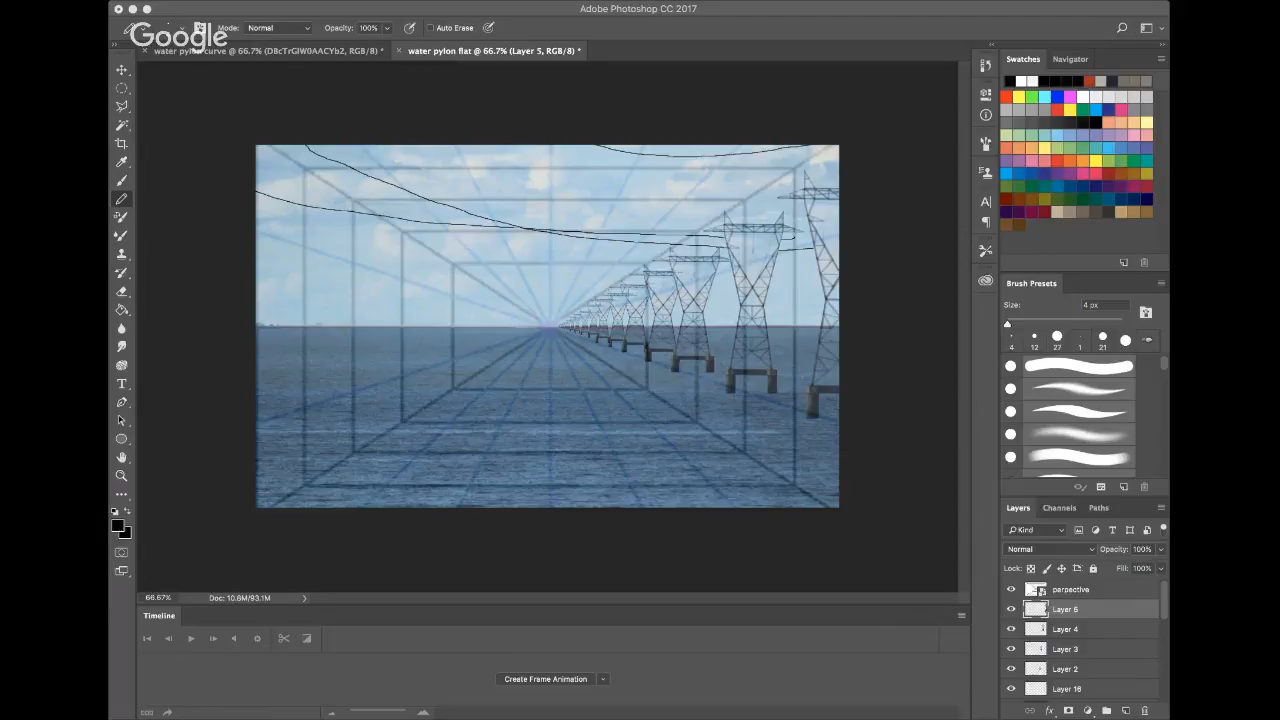 Adobe Photoshop CC 2017
Google
Mode: Normal Opacity: 100% Auto Erase
water pylon curve @ 66.7% (DBcTrGIW0AACYb2, RGB/8) *
water pylon flat @ 66.7% (Layer 5, RGB/8) *
Swatches Navigator
Brush Presets
Size: 4 px
4 12 27 1 21
Layers Channels Paths
Kind
Normal Opacity: 100%
Lock: Fill: 100%
perpective
Layer 6
Layer 4
Layer 3
Layer 2
Layer 16
66.67% Doc: 10.6M/93.1M
Timeline
Create Frame Animation